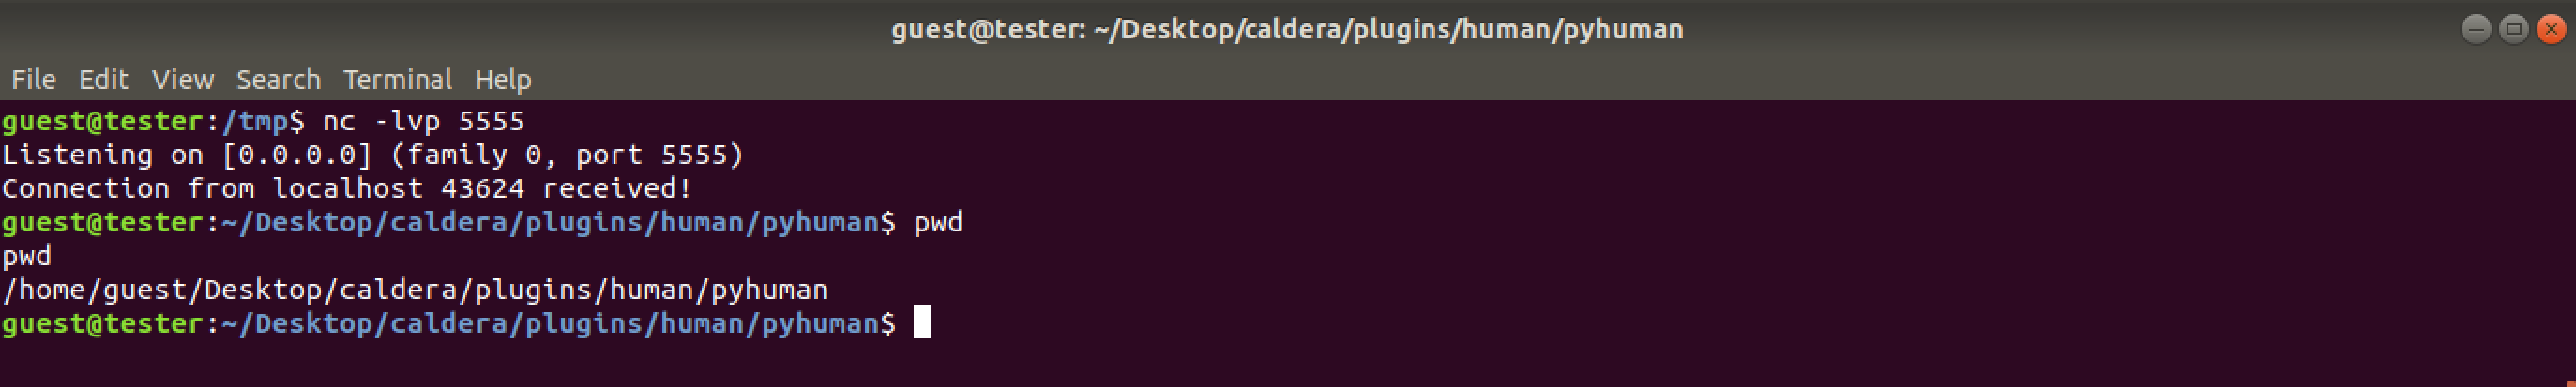 guest@tester: ~/Desktop/caldera/plugins/human/pyhuman
File Edit View Search Terminal Help
guest@tester:/tmp$ nc -lvp 5555
Listening on [0.0.0.0] (family 0, port 5555)
Connection from localhost 43624 received!
guest@tester:~/Desktop/caldera/plugins/human/pyhuman$ pwd
pwd
/home/guest/Desktop/caldera/plugins/human/pyhuman
guest@tester:~/Desktop/caldera/plugins/human/pyhuman$